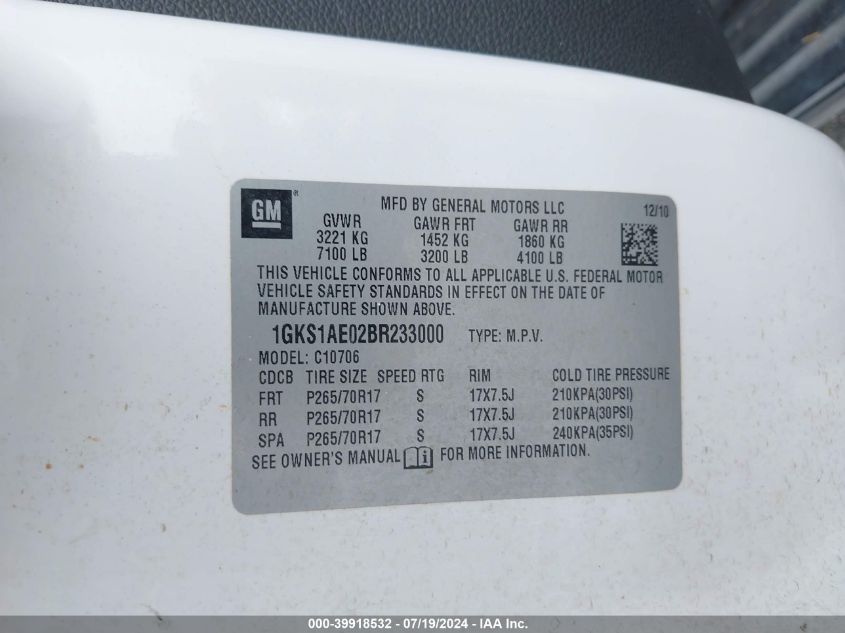 GM ® MFD BY GENERAL MOTORS LLC 12/10
GVWR GAWR FRT GAWR RR
3221 KG 1452 KG 1860 KG
7100 LB 3200 LB 4100 LB
THIS VEHICLE CONFORMS TO ALL APPLICABLE U.S. FEDERAL MOTOR
VEHICLE SAFETY STANDARDS IN EFFECT ON THE DATE OF
MANUFACTURE SHOWN ABOVE.
1GKS1AE02BR233000 TYPE: M.P.V.
MODEL: C10706
CDCB TIRE SIZE SPEED RTG RIM COLD TIRE PRESSURE
FRT P265/70R17 S 17X7.5J 210KPA(30PSI)
RR P265/70R17 S 17X7.5J 210KPA(30PSI)
SPA P265/70R17 S 17X7.5J 240KPA(35PSI)
SEE OWNER'S MANUAL i FOR MORE INFORMATION.
000-39918532 - 07/19/2024 - IAA Inc.